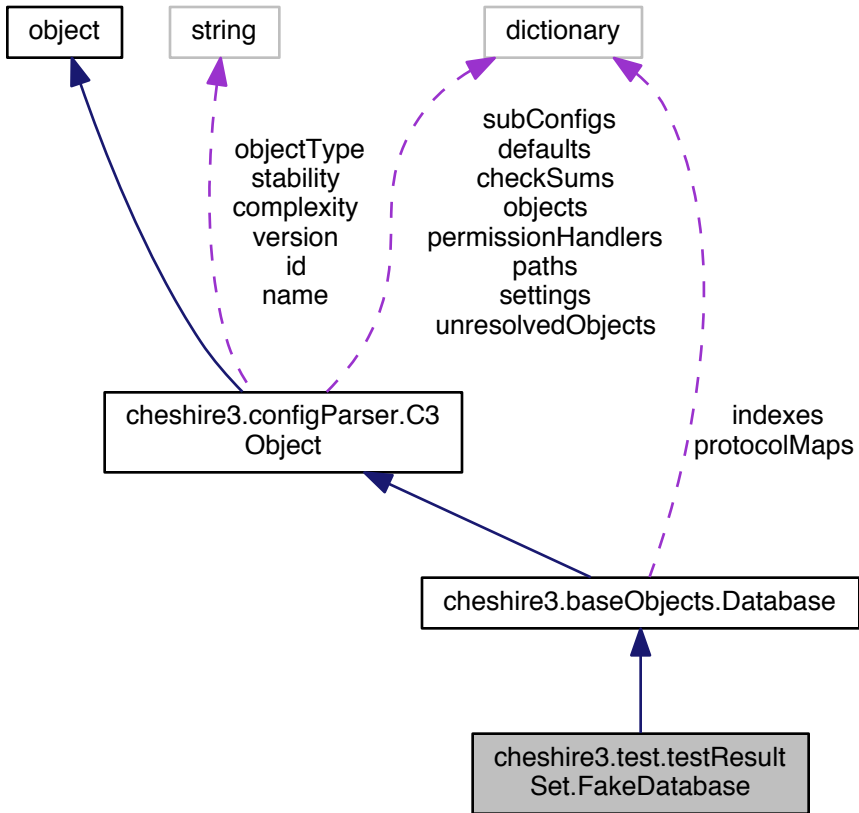 object
string
dictionary
objectType
stability
complexity
version
id
name
subConfigs
defaults
checkSums
objects
permissionHandlers
paths
settings
unresolvedObjects
cheshire3.configParser.C3
Object
indexes
protocolMaps
cheshire3.baseObjects.Database
cheshire3.test.testResult
Set.FakeDatabase